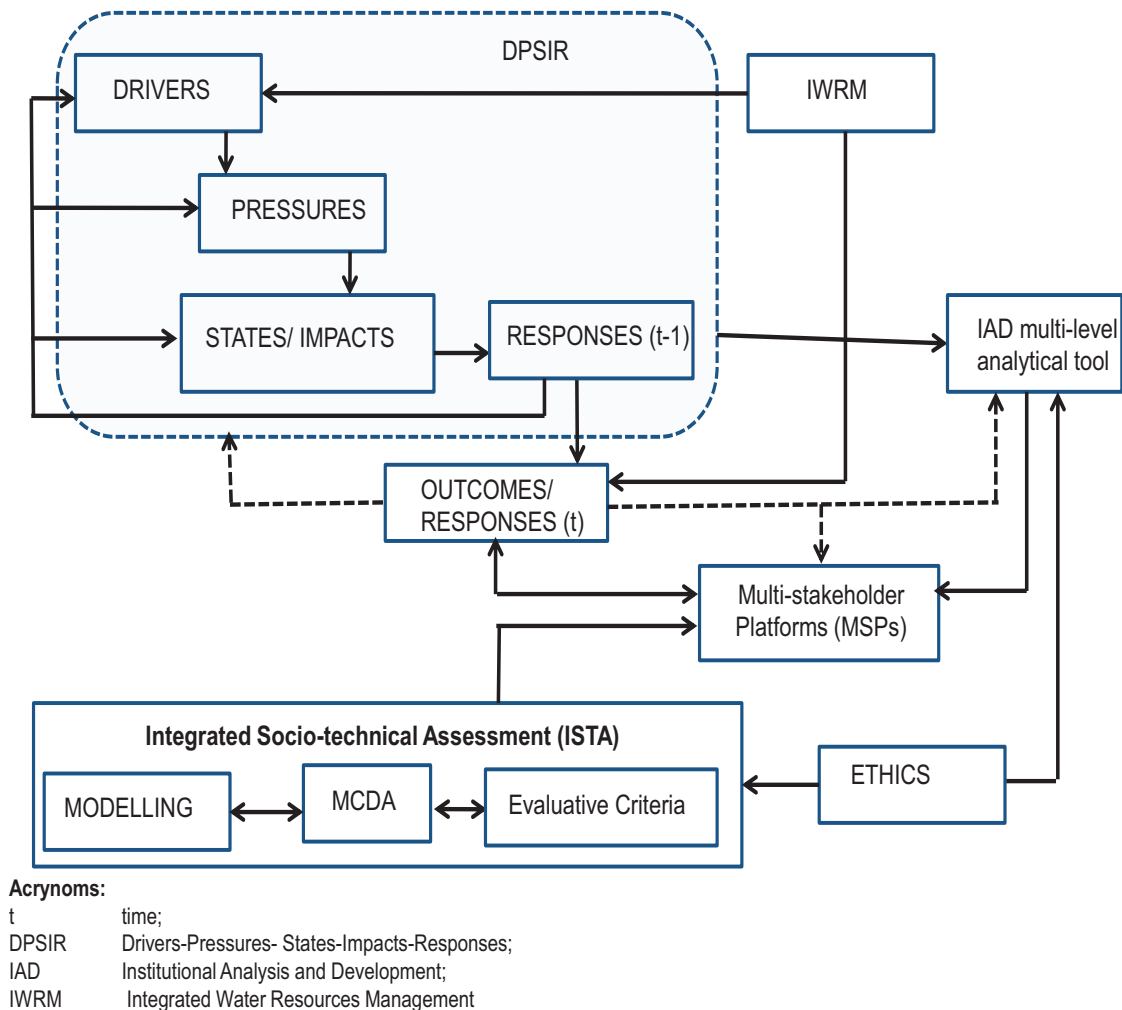 DPSIR
DRIVERS
IWRM
PRESSURES
STATES/ IMPACTS
RESPONSES (t-1)
IAD multi-level
analytical tool
OUTCOMES/
RESPONSES (t)
Multi-stakeholder
Platforms (MSPs)
Integrated Socio-technical Assessment (ISTA)
MODELLING
MCDA
Evaluative Criteria
ETHICS
Acrynoms:
t time;
DPSIR Drivers-Pressures- States-Impacts-Responses;
IAD Institutional Analysis and Development;
IWRM Integrated Water Resources Management